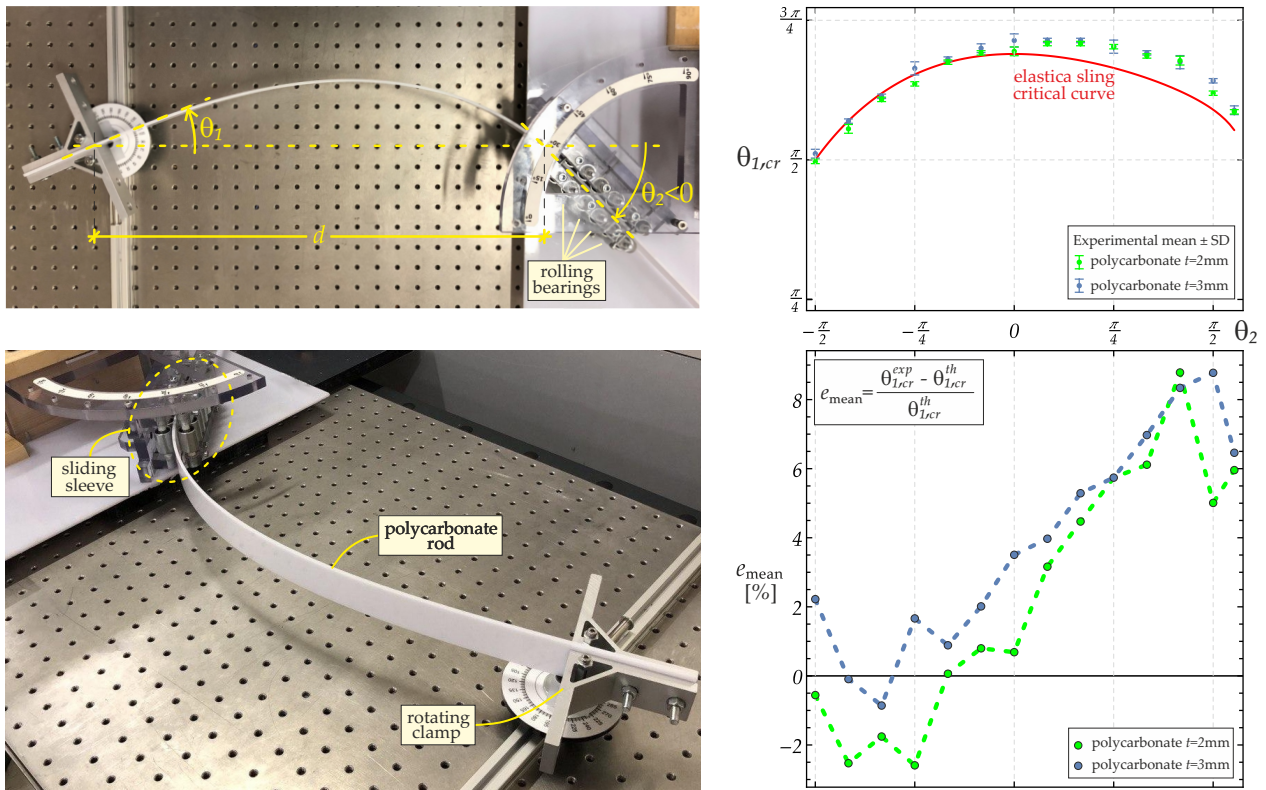 θ1
θ2<0
d
rolling
bearings
sliding
sleeve
polycarbonate
rod
rotating
clamp
3π/4
θ1,cr
π/2
π/4
elastica sling
critical curve
Experimental mean ± SD
polycarbonate t=2mm
polycarbonate t=3mm
−π/2
−π/4
0
π/4
π/2
θ2
emean=(θ1,cr^exp - θ1,cr^th)/θ1,cr^th
8
6
4
emean
[%]
2
0
−2
polycarbonate t=2mm
polycarbonate t=3mm